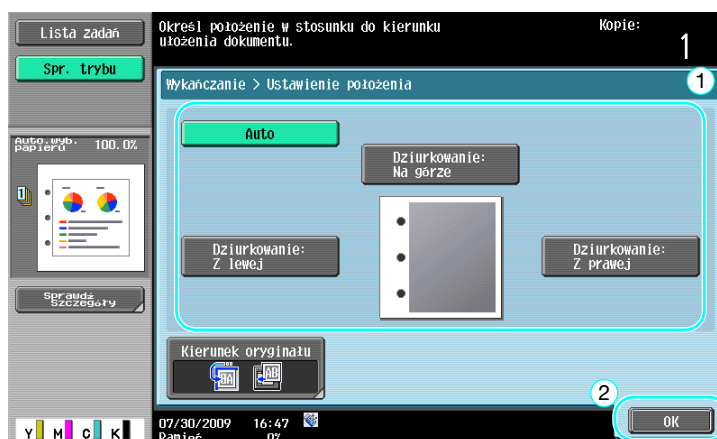 Lista zadań
Określ położenie w stosunku do kierunku
ułożenia dokumentu.
Kopie:
1
Spr. trybu
Wykańczanie > Ustawienie położenia
1
Auto.wyb.
papieru
100.0%
Auto
Dziurkowanie:
Na górze
1
Dziurkowanie:
Z lewej
Dziurkowanie:
Z prawej
Sprawdź
Szczegóły
Kierunek oryginału
AB
2
OK
07/30/2009 16:47
Pamięć 0%
Y M C K